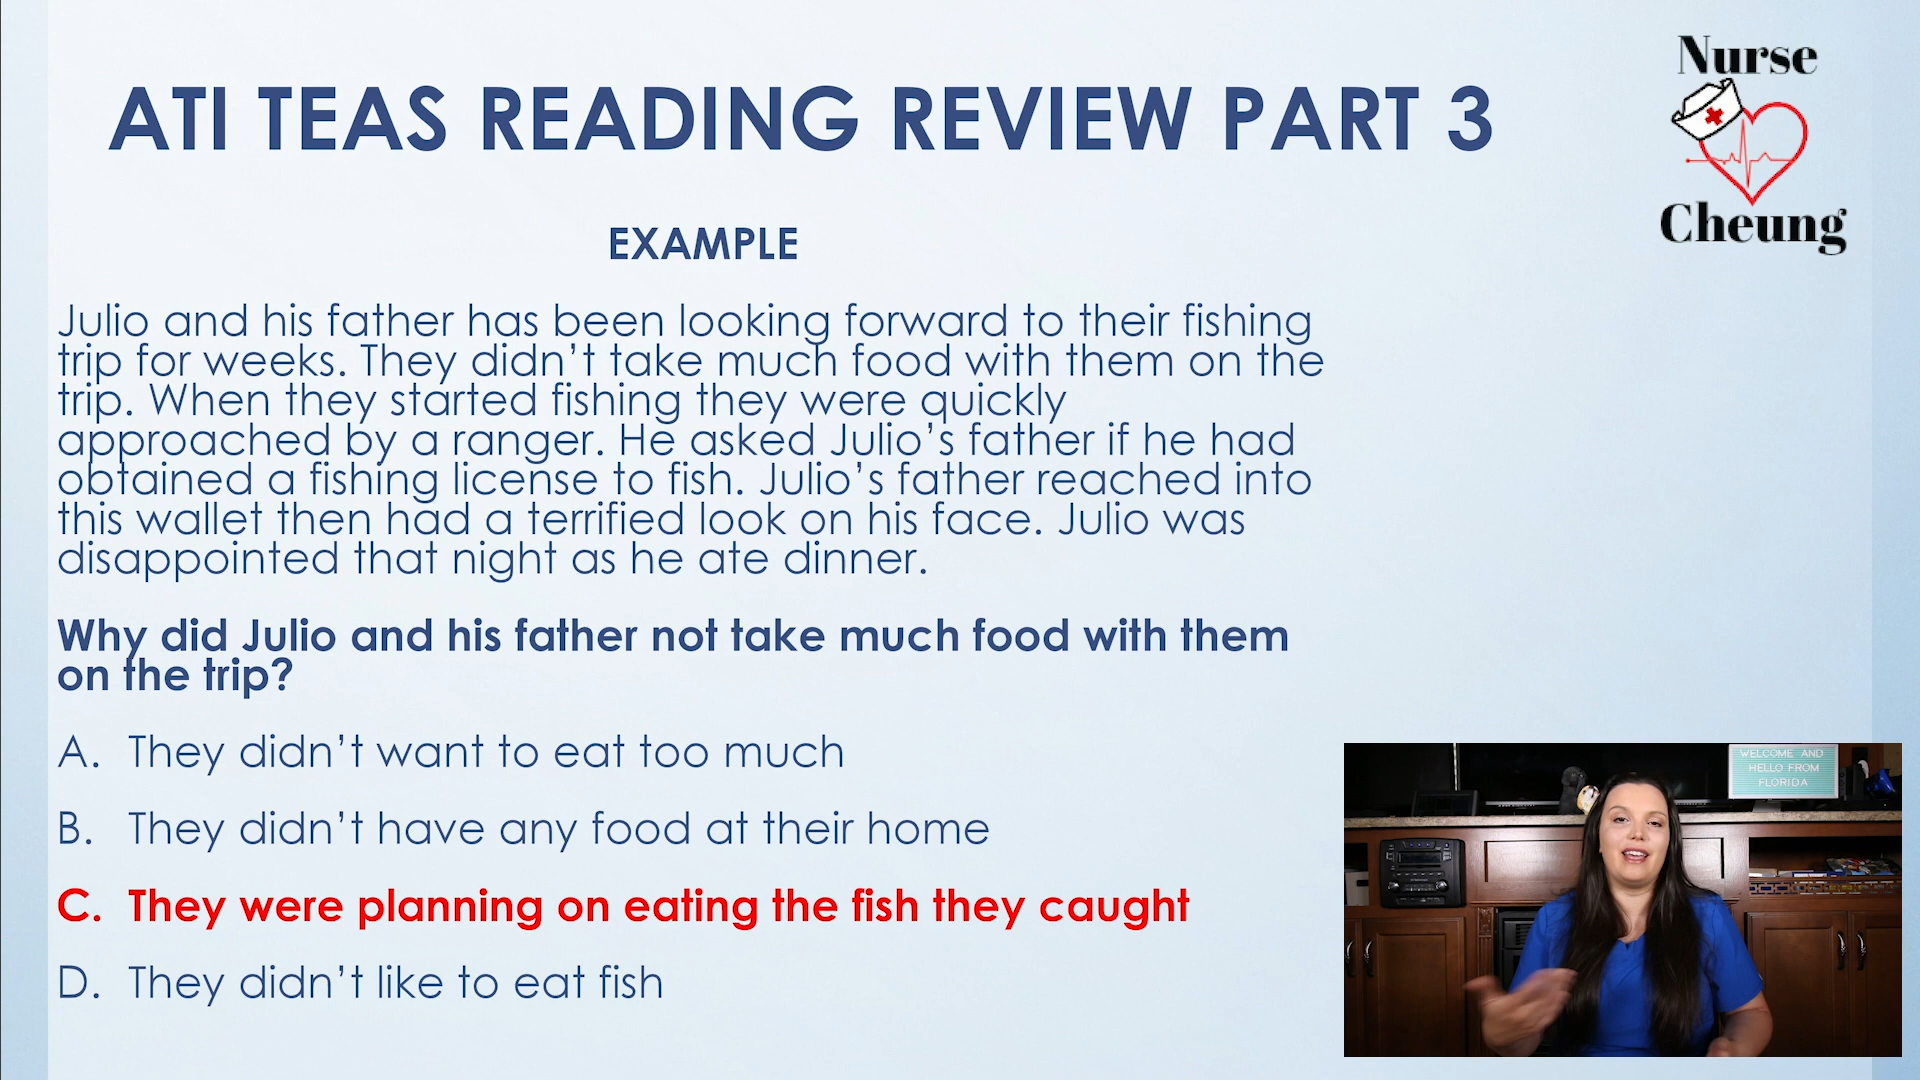 Nurse
Cheung
ATI TEAS READING REVIEW PART 3
EXAMPLE
Julio and his father has been looking forward to their fishing
trip for weeks. They didn’t take much food with them on the
trip. When they started fishing they were quickly
approached by a ranger. He asked Julio’s father if he had
obtained a fishing license to fish. Julio’s father reached into
this wallet then had a terrified look on his face. Julio was
disappointed that night as he ate dinner.
Why did Julio and his father not take much food with them
on the trip?
A. They didn’t want to eat too much
B. They didn’t have any food at their home
C. They were planning on eating the fish they caught
D. They didn’t like to eat fish
WELCOME AND
HELLO FROM
FLORIDA